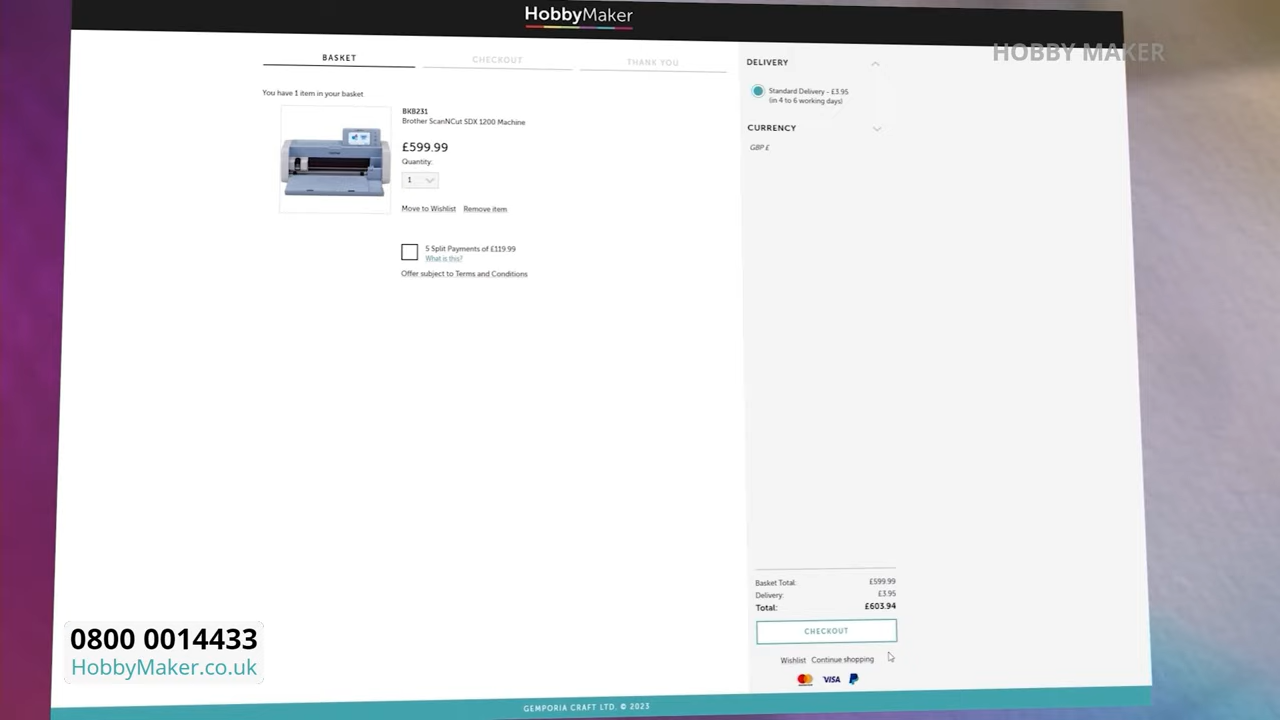 HobbyMaker
HOBBY MAKER
BASKET
CHECKOUT
THANK YOU
You have 1 item in your basket
BKB231
Brother ScanNCut SDX 1200 Machine
£599.99
Quantity:
1
Move to Wishlist Remove item
5 Split Payments of £119.99
What is this?
Offer subject to Terms and Conditions
DELIVERY
Standard Delivery - £3.95
(in 4 to 6 working days)
CURRENCY
GBP £
Basket Total: £599.99
Delivery: £3.95
Total: £603.94
CHECKOUT
Wishlist Continue shopping
VISA
0800 0014433
HobbyMaker.co.uk
GEMPORIA CRAFT LTD. © 2023